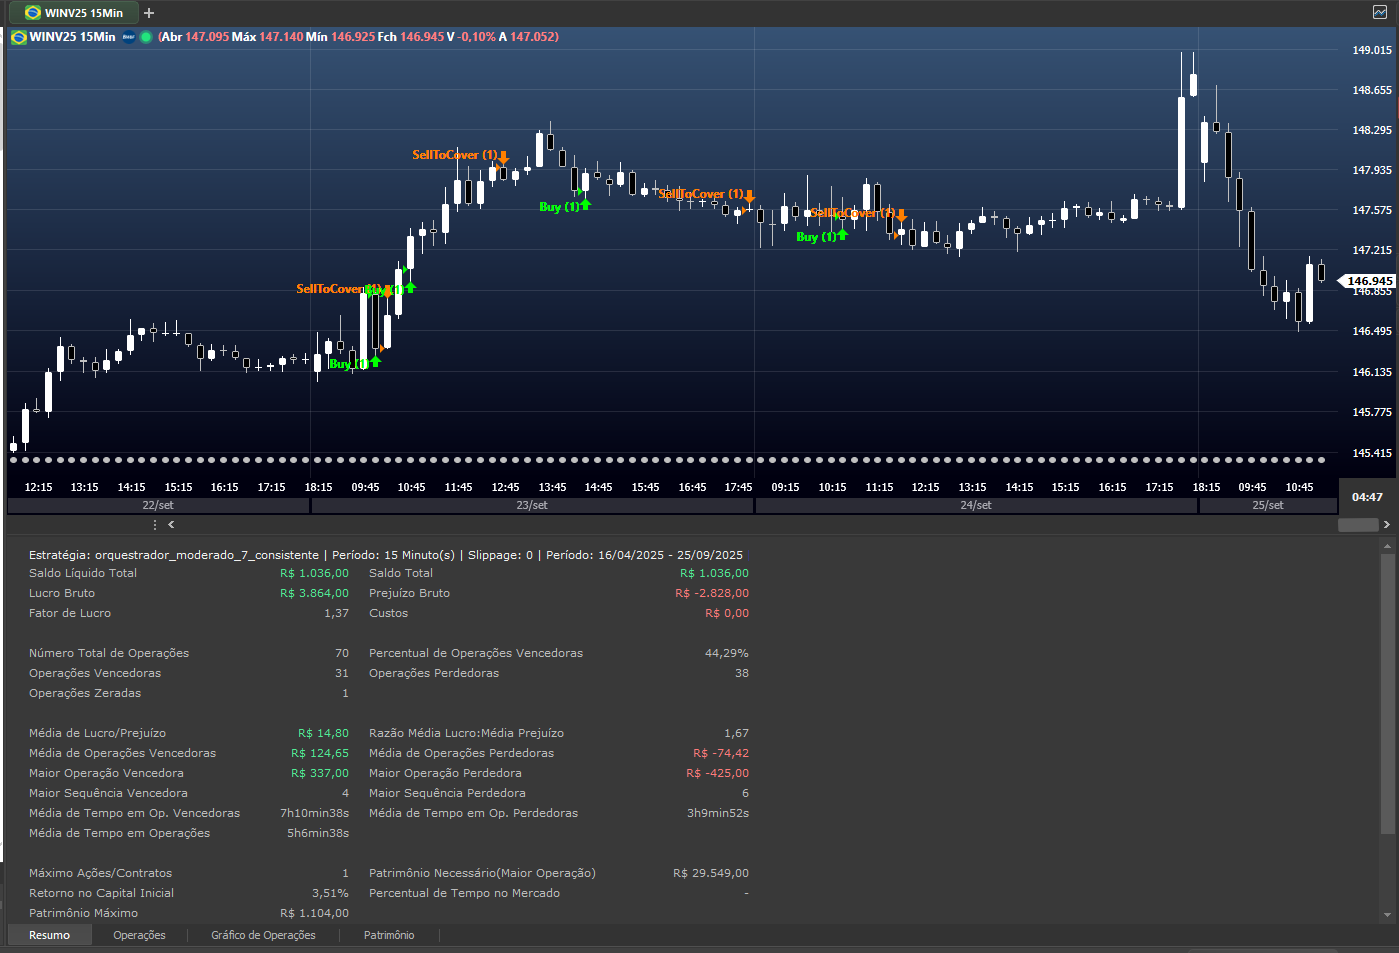 WINV25 15Min
WINV25 15Min (Abr 147.095 Máx 147.140 Mín 146.925 Fch 146.945 V -0,10% A 147.052)
149.015
148.655
148.295
147.935
147.575
147.215
146.945
146.855
146.495
146.135
145.775
145.415
SellToCover (1)
Buy (1)
SellToCover (1)
SellToCover (1)
Buy (1)
SellToCover
Buy
12:15 13:15 14:15 15:15 16:15 17:15 18:15 09:45 10:45 11:45 12:45 13:45 14:45 15:45 16:45 17:45 09:15 10:15 11:15 12:15 13:15 14:15 15:15 16:15 17:15 18:15 09:45 10:45
04:47
22/set 23/set 24/set 25/set
Estratégia: orquestrador_moderado_7_consistente | Período: 15 Minuto(s) | Slippage: 0 | Período: 16/04/2025 - 25/09/2025
Saldo Líquido Total R$ 1.036,00 Saldo Total R$ 1.036,00
Lucro Bruto R$ 3.864,00 Prejuízo Bruto R$ -2.828,00
Fator de Lucro 1,37 Custos R$ 0,00
Número Total de Operações 70 Percentual de Operações Vencedoras 44,29%
Operações Vencedoras 31 Operações Perdedoras 38
Operações Zeradas 1
Média de Lucro/Prejuízo R$ 14,80 Razão Média Lucro:Média Prejuízo 1,67
Média de Operações Vencedoras R$ 124,65 Média de Operações Perdedoras R$ -74,42
Maior Operação Vencedora R$ 337,00 Maior Operação Perdedora R$ -425,00
Maior Sequência Vencedora 4 Maior Sequência Perdedora 6
Média de Tempo em Op. Vencedoras 7h10min38s Média de Tempo em Op. Perdedoras 3h9min52s
Média de Tempo em Operações 5h6min38s
Máximo Ações/Contratos 1 Patrimônio Necessário(Maior Operação) R$ 29.549,00
Retorno no Capital Inicial 3,51% Percentual de Tempo no Mercado -
Patrimônio Máximo R$ 1.104,00
Resumo Operações Gráfico de Operações Patrimônio